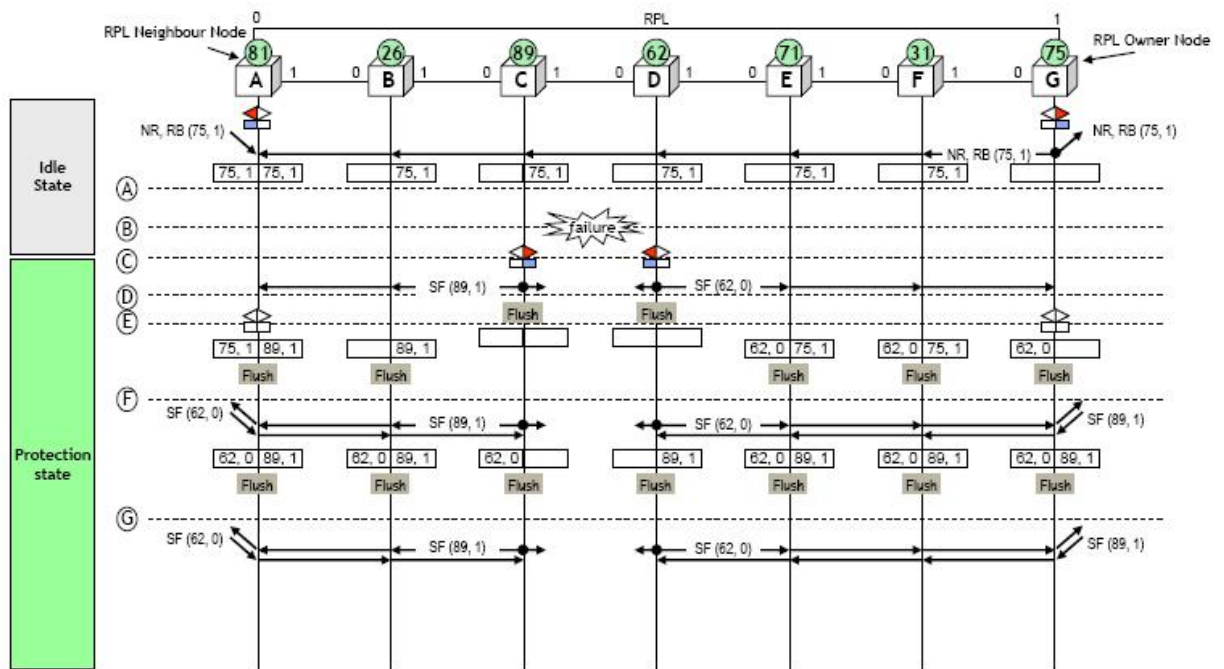 0 RPL 1
RPL Neighbour Node
RPL Owner Node
81 26 89 62 71 31 75
A 1 0 B 1 0 C 1 0 D 1 0 E 1 0 F 1 0 G
NR, RB (75, 1) NR, RB (75, 1)
NR, RB (75, 1)
Idle
State
75, 1 75, 1 75, 1 75, 1 75, 1 75, 1 75, 1
A
B failure
C
SF (89, 1) SF (62, 0)
D
Flush Flush
E
75, 1 89, 1 89, 1 62, 0 75, 1 62, 0 75, 1 62, 0
Flush Flush Flush Flush Flush
F
SF (62, 0) SF (89, 1) SF (62, 0) SF (89, 1)
Protection
state
62, 0 89, 1 62, 0 89, 1 62, 0 89, 1 62, 0 89, 1 62, 0 89, 1 62, 0 89, 1
Flush Flush Flush Flush Flush Flush
G
SF (62, 0) SF (89, 1) SF (62, 0) SF (89, 1)